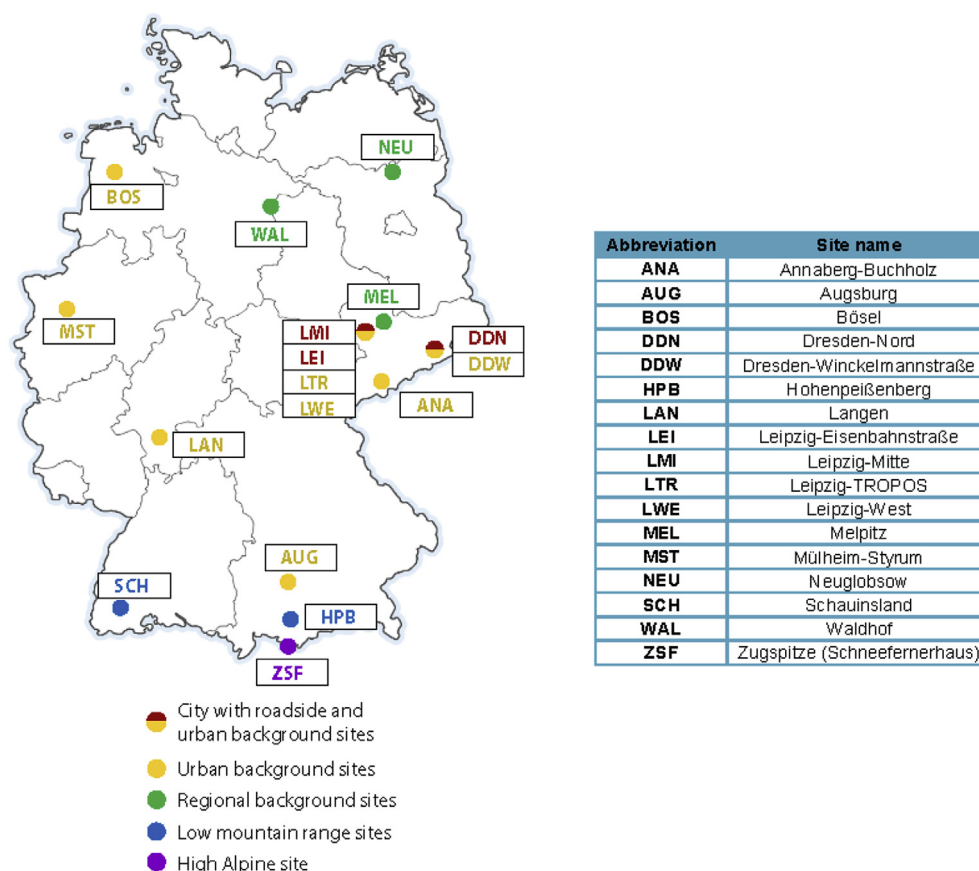 NEU
BOS
WAL
MEL
MST
LMI
DDN
LEI
DDW
LTR
LWE
ANA
LAN
AUG
SCH
HPB
ZSF
City with roadside and
urban background sites
Urban background sites
Regional background sites
Low mountain range sites
High Alpine site
Abbreviation Site name
ANA Annaberg-Buchholz
AUG Augsburg
BOS Bösel
DDN Dresden-Nord
DDW Dresden-Winckelmannstraße
HPB Hohenpeißenberg
LAN Langen
LEI Leipzig-Eisenbahnstraße
LMI Leipzig-Mitte
LTR Leipzig-TROPOS
LWE Leipzig-West
MEL Melpitz
MST Mülheim-Styrum
NEU Neuglobsow
SCH Schauinsland
WAL Waldhof
ZSF Zugspitze (Schneefernerhaus)